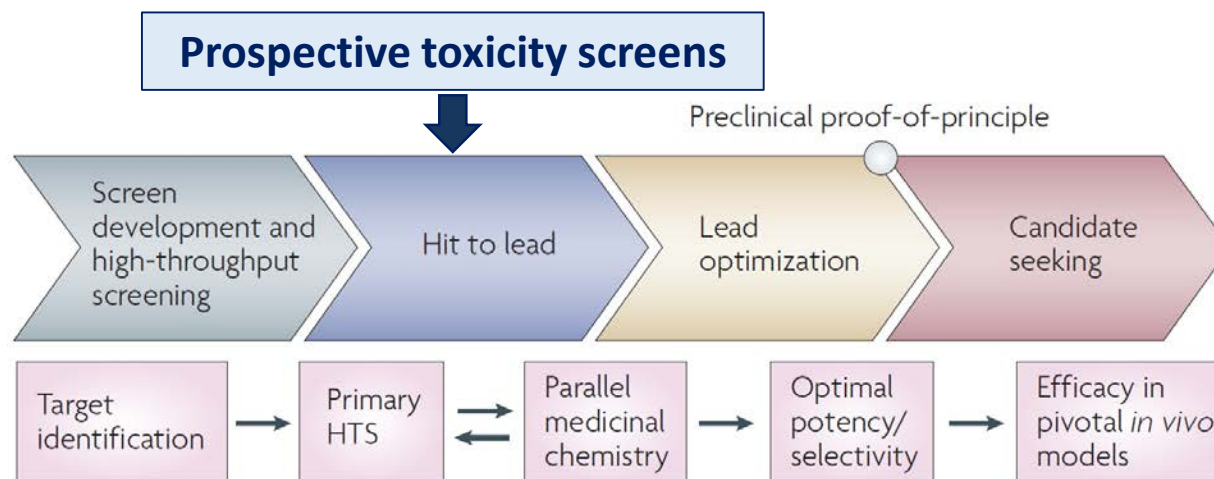 Prospective toxicity screens
Preclinical proof-of-principle
Screen
development and
high-throughput
screening
Hit to lead
Lead
optimization
Candidate
seeking
Target
identification
Primary
HTS
Parallel
medicinal
chemistry
Optimal
potency/
selectivity
Efficacy in
pivotal in vivo
models